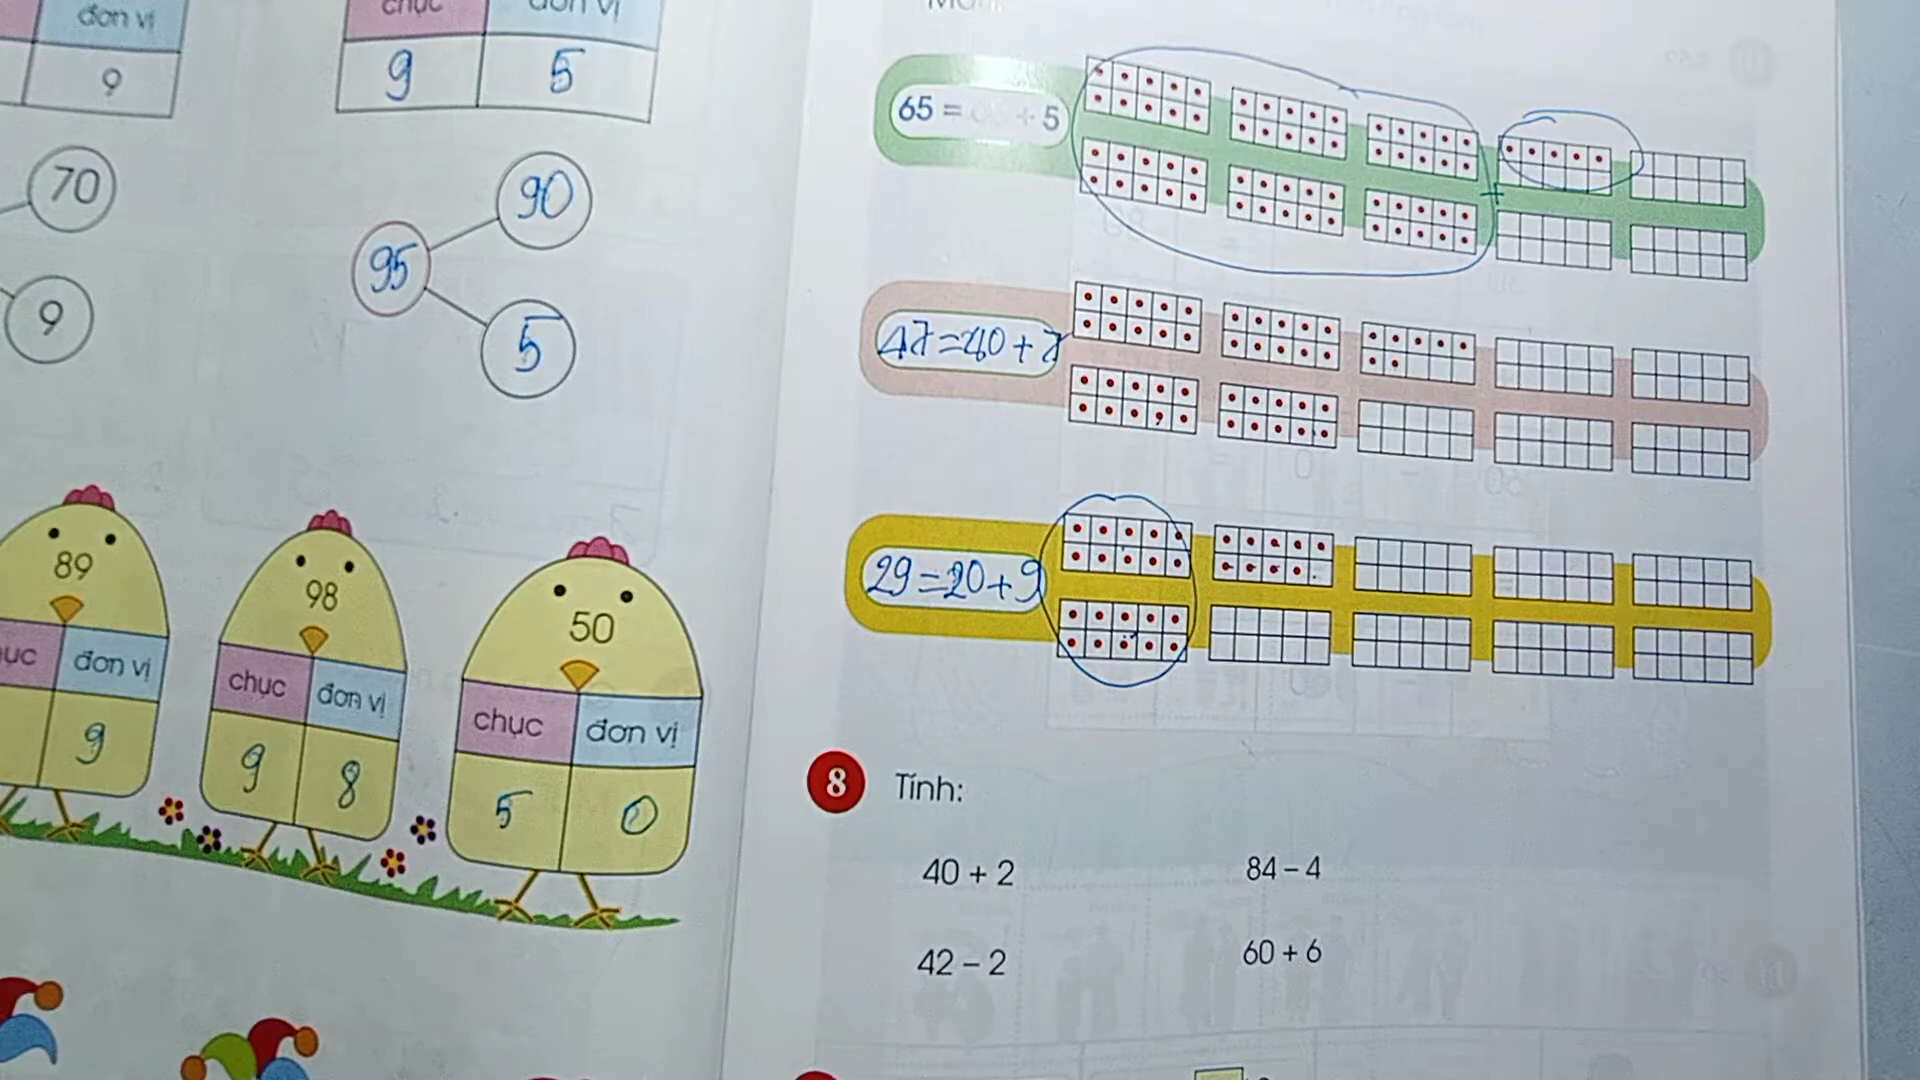 đơn vị
9
chục đơn vị
9 5
70
9
95
90
5
89
đơn vị
9
98
chục đơn vị
9 8
50
chục đơn vị
5 0
65 = 60 + 5
47 = 40 + 7
29 = 20 + 9
8 Tính:
40 + 2 84 – 4
42 – 2 60 + 6